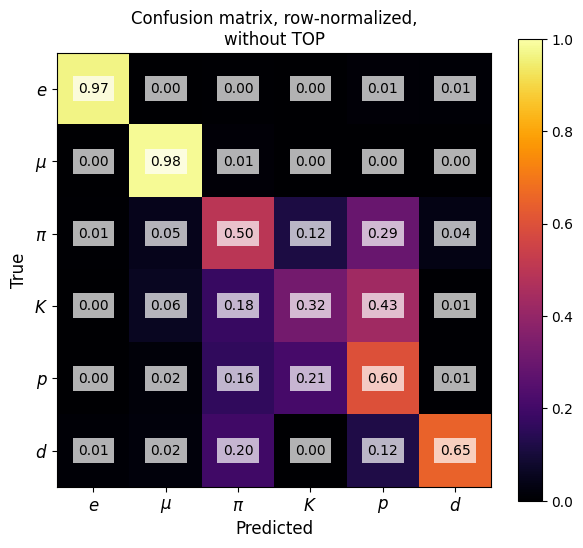 Confusion matrix, row-normalized,
without TOP
1.0
0.8
0.6
0.4
0.2
0.0
True
e 0.97 0.00 0.00 0.00 0.01 0.01
μ 0.00 0.98 0.01 0.00 0.00 0.00
π 0.01 0.05 0.50 0.12 0.29 0.04
K 0.00 0.06 0.18 0.32 0.43 0.01
p 0.00 0.02 0.16 0.21 0.60 0.01
d 0.01 0.02 0.20 0.00 0.12 0.65
e μ π K p d
Predicted